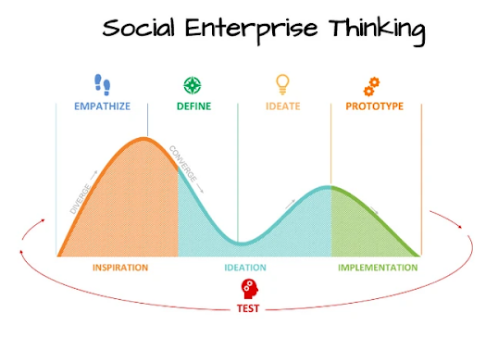 Social Enterprise Thinking
EMPATHIZE DEFINE IDEATE PROTOTYPE
DIVERGE
CONVERGE
INSPIRATION IDEATION IMPLEMENTATION
TEST